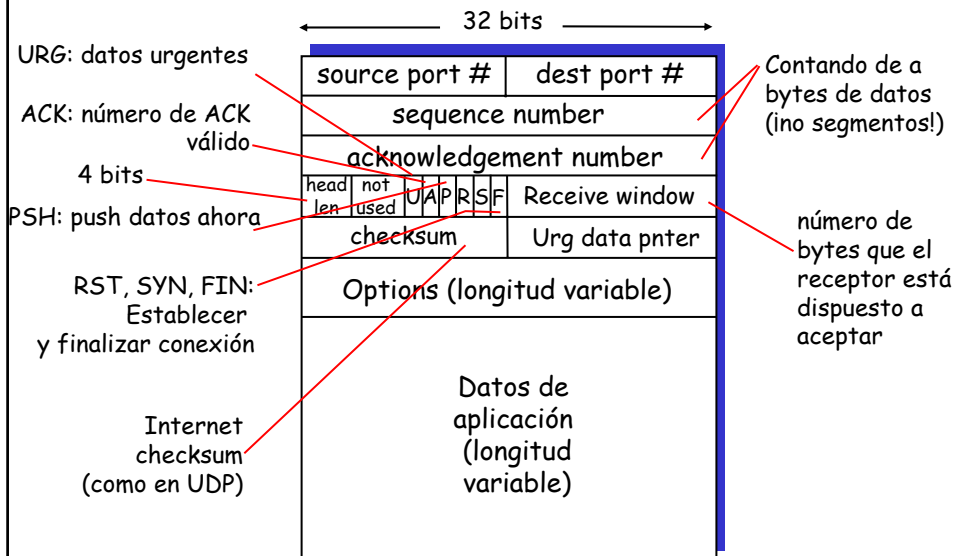 32 bits
URG: datos urgentes
ACK: número de ACK
válido
4 bits
PSH: push datos ahora
RST, SYN, FIN:
Establecer
y finalizar conexión
Internet
checksum
(como en UDP)
source port #
dest port #
sequence number
acknowledgement number
head
len
not
used
U
A
P
R
S
F
Receive window
checksum
Urg data pnter
Options (longitud variable)
Datos de
aplicación
(longitud
variable)
Contando de a
bytes de datos
(¡no segmentos!)
número de
bytes que el
receptor está
dispuesto a
aceptar